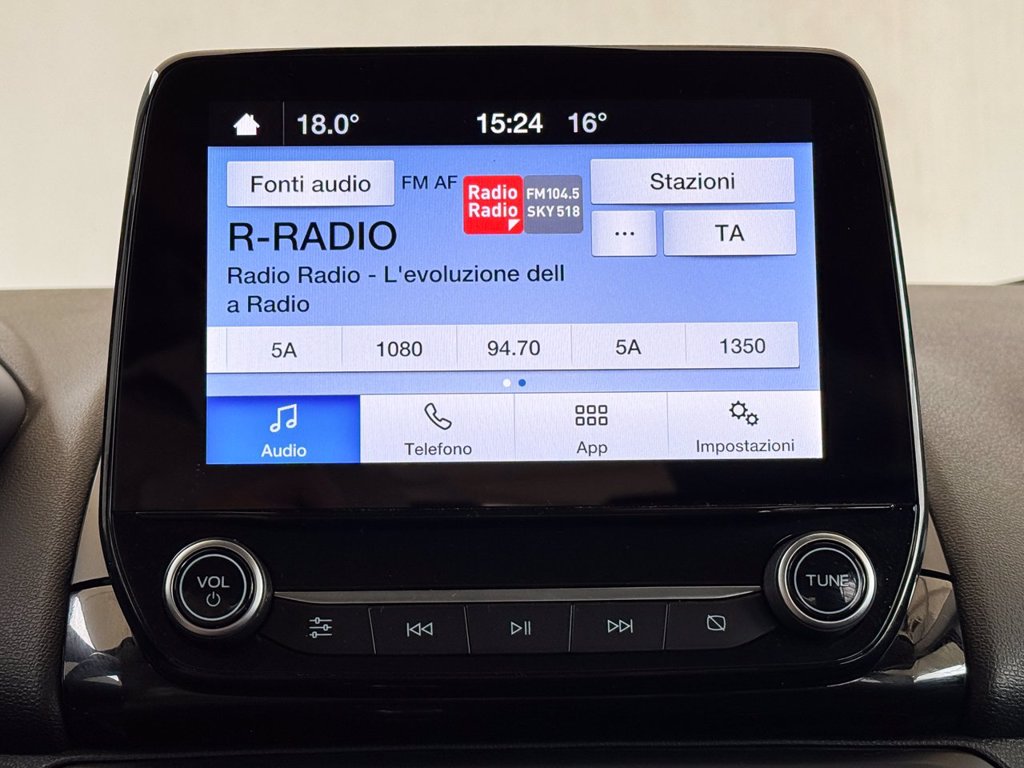 18.0° 15:24 16°
Fonti audio FM AF Stazioni
Radio
Radio
FM104.5
SKY 518
... TA
R-RADIO
Radio Radio - L'evoluzione dell
a Radio
5A 1080 94.70 5A 1350
Audio Telefono App Impostazioni
VOL TUNE